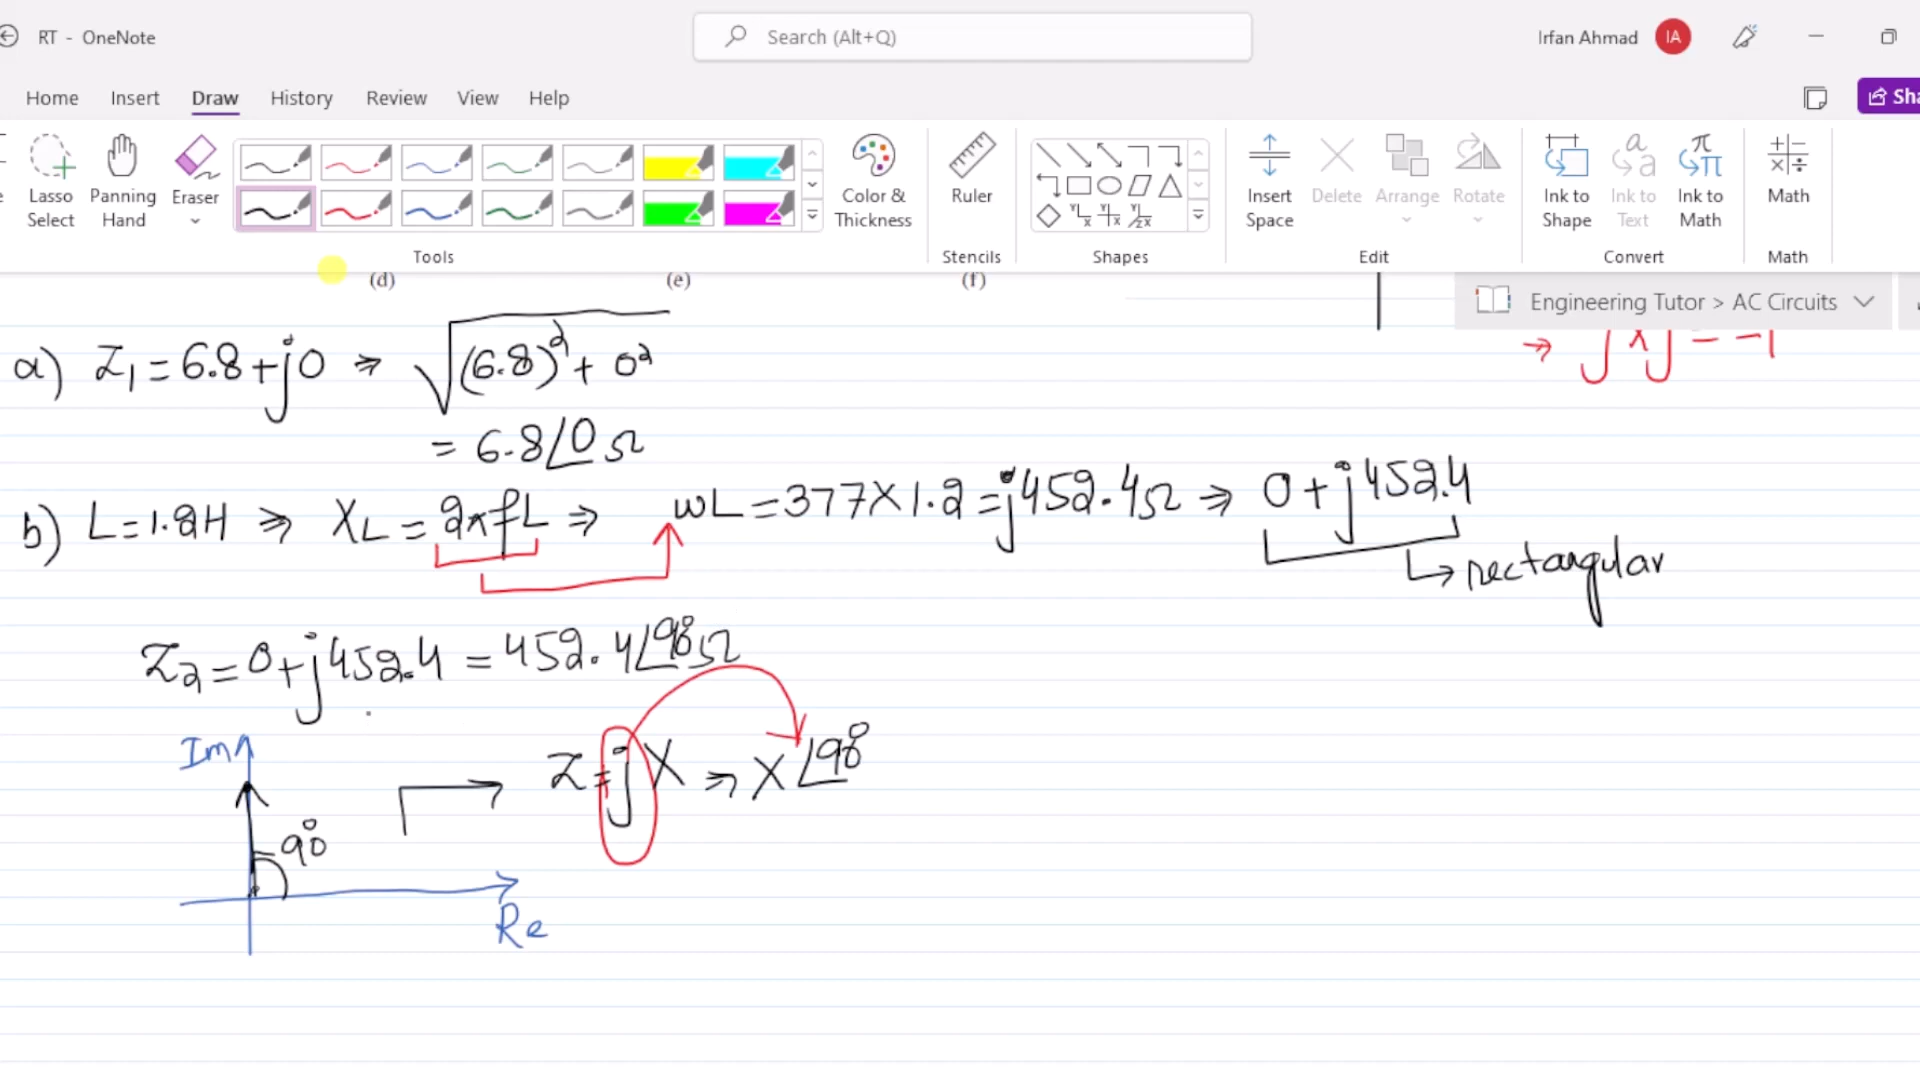 RT - OneNote
Search (Alt+Q)
Irfan Ahmad IA
Home Insert Draw History Review View Help
Sha
Lasso Select
Panning Hand
Eraser
Color & Thickness
Ruler
Insert Space
Delete
Arrange
Rotate
Ink to Shape
Ink to Text
Ink to Math
Math
Tools Stencils Shapes Edit Convert Math
(d) (e) (f)
Engineering Tutor > AC Circuits
→ j x j = -1
a) Z1 = 6.8 + j0 ⇒ √(6.8)² + 0²
= 6.8∠0 Ω
b) L = 1.2H ⇒ XL = 2πfL ⇒ wL = 377 X 1.2 = j452.4Ω ⇒ 0 + j452.4
↳ rectangular
Z2 = 0 + j452.4 = 452.4∠90° Ω
Im
Z = jX ⇒ X∠90°
90°
Re